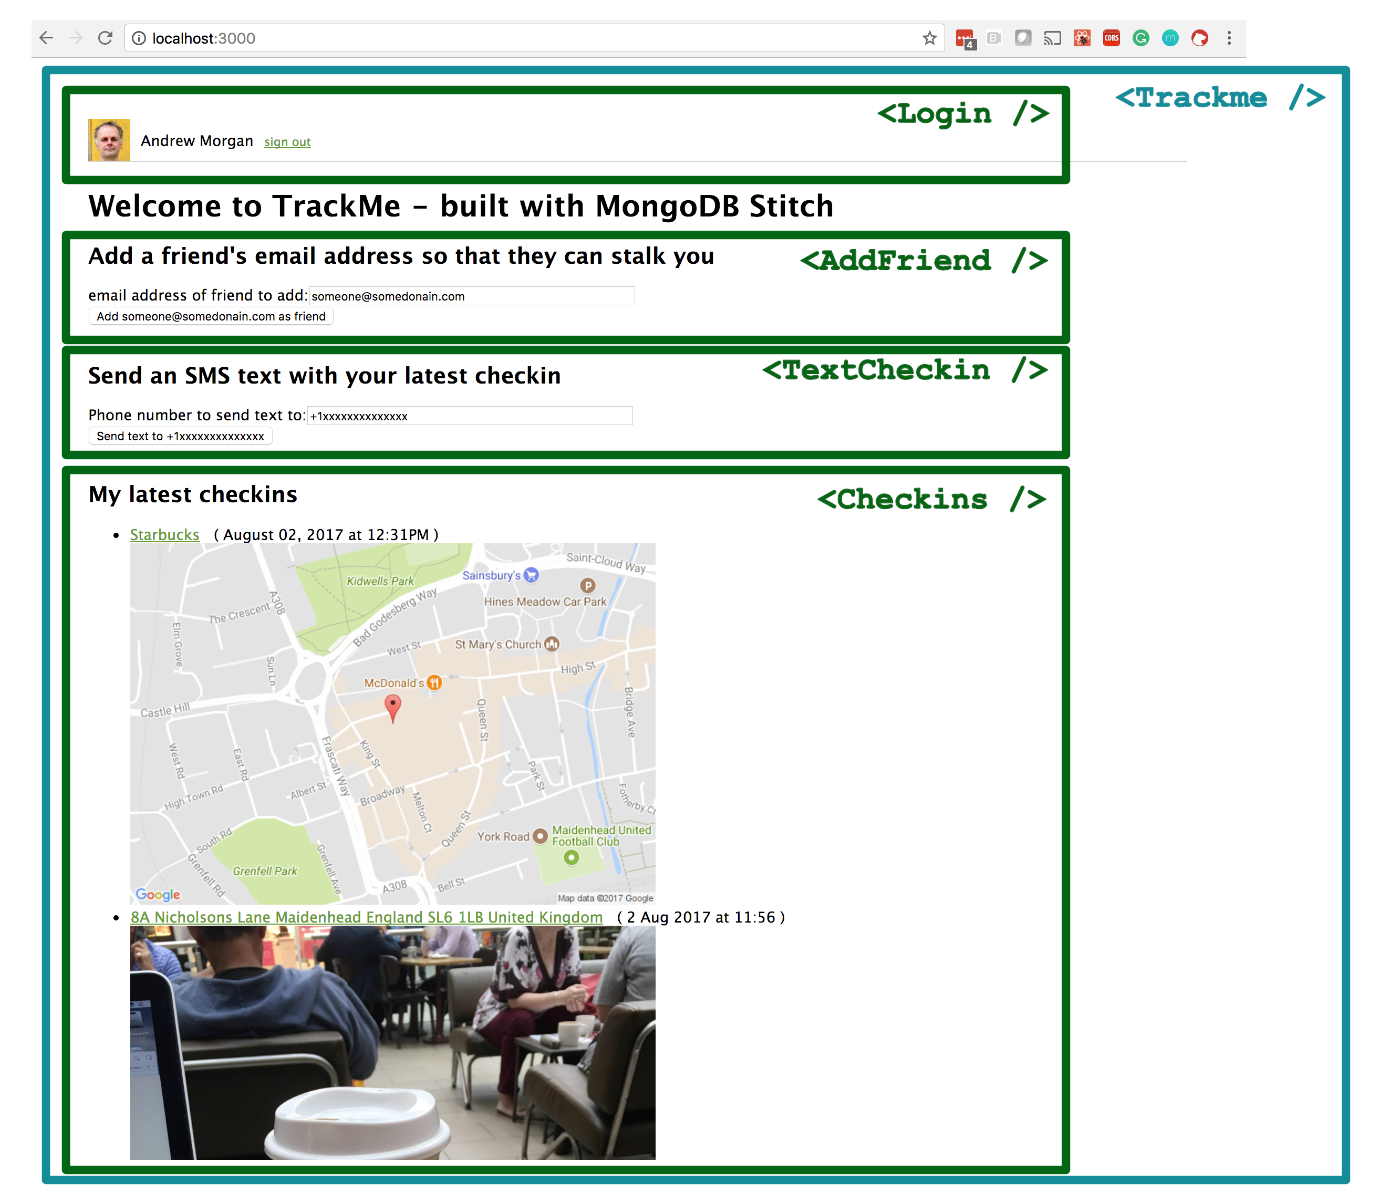 localhost:3000
4
CORS
<Trackme />
<Login />
Andrew Morgan sign out
Welcome to TrackMe - built with MongoDB Stitch
Add a friend's email address so that they can stalk you
<AddFriend />
email address of friend to add: someone@somedonain.com
Add someone@somedonain.com as friend
<TextCheckin />
Send an SMS text with your latest checkin
Phone number to send text to: +1xxxxxxxxxxxxxx
Send text to +1xxxxxxxxxxxxxx
My latest checkins
<Checkins />
Starbucks ( August 02, 2017 at 12:31PM )
Saint-Cloud Way
Sainsbury's
Kidwells Park
P
Hines Meadow Car Park
A308
The Crescent
Bad Godesberg Way
Elm Grove
West St
St Mary's Church
High St
Sun Ln
McDonald's
Castle Hill
Queen St
Bridge Ave
West Rd
East Rd
Frascati Way
King St
Park St
High Town Rd
Albert St
Broadway
Melton Ct
Fotherby Ct
South Rd
Queen St
York Road
Maidenhead United
Football Club
Grenfell Rd
Grenfell Park
Grenfell Ave
A308
Bell St
Google
Map data ©2017 Google
8A Nicholsons Lane Maidenhead England SL6 1LB United Kingdom ( 2 Aug 2017 at 11:56 )